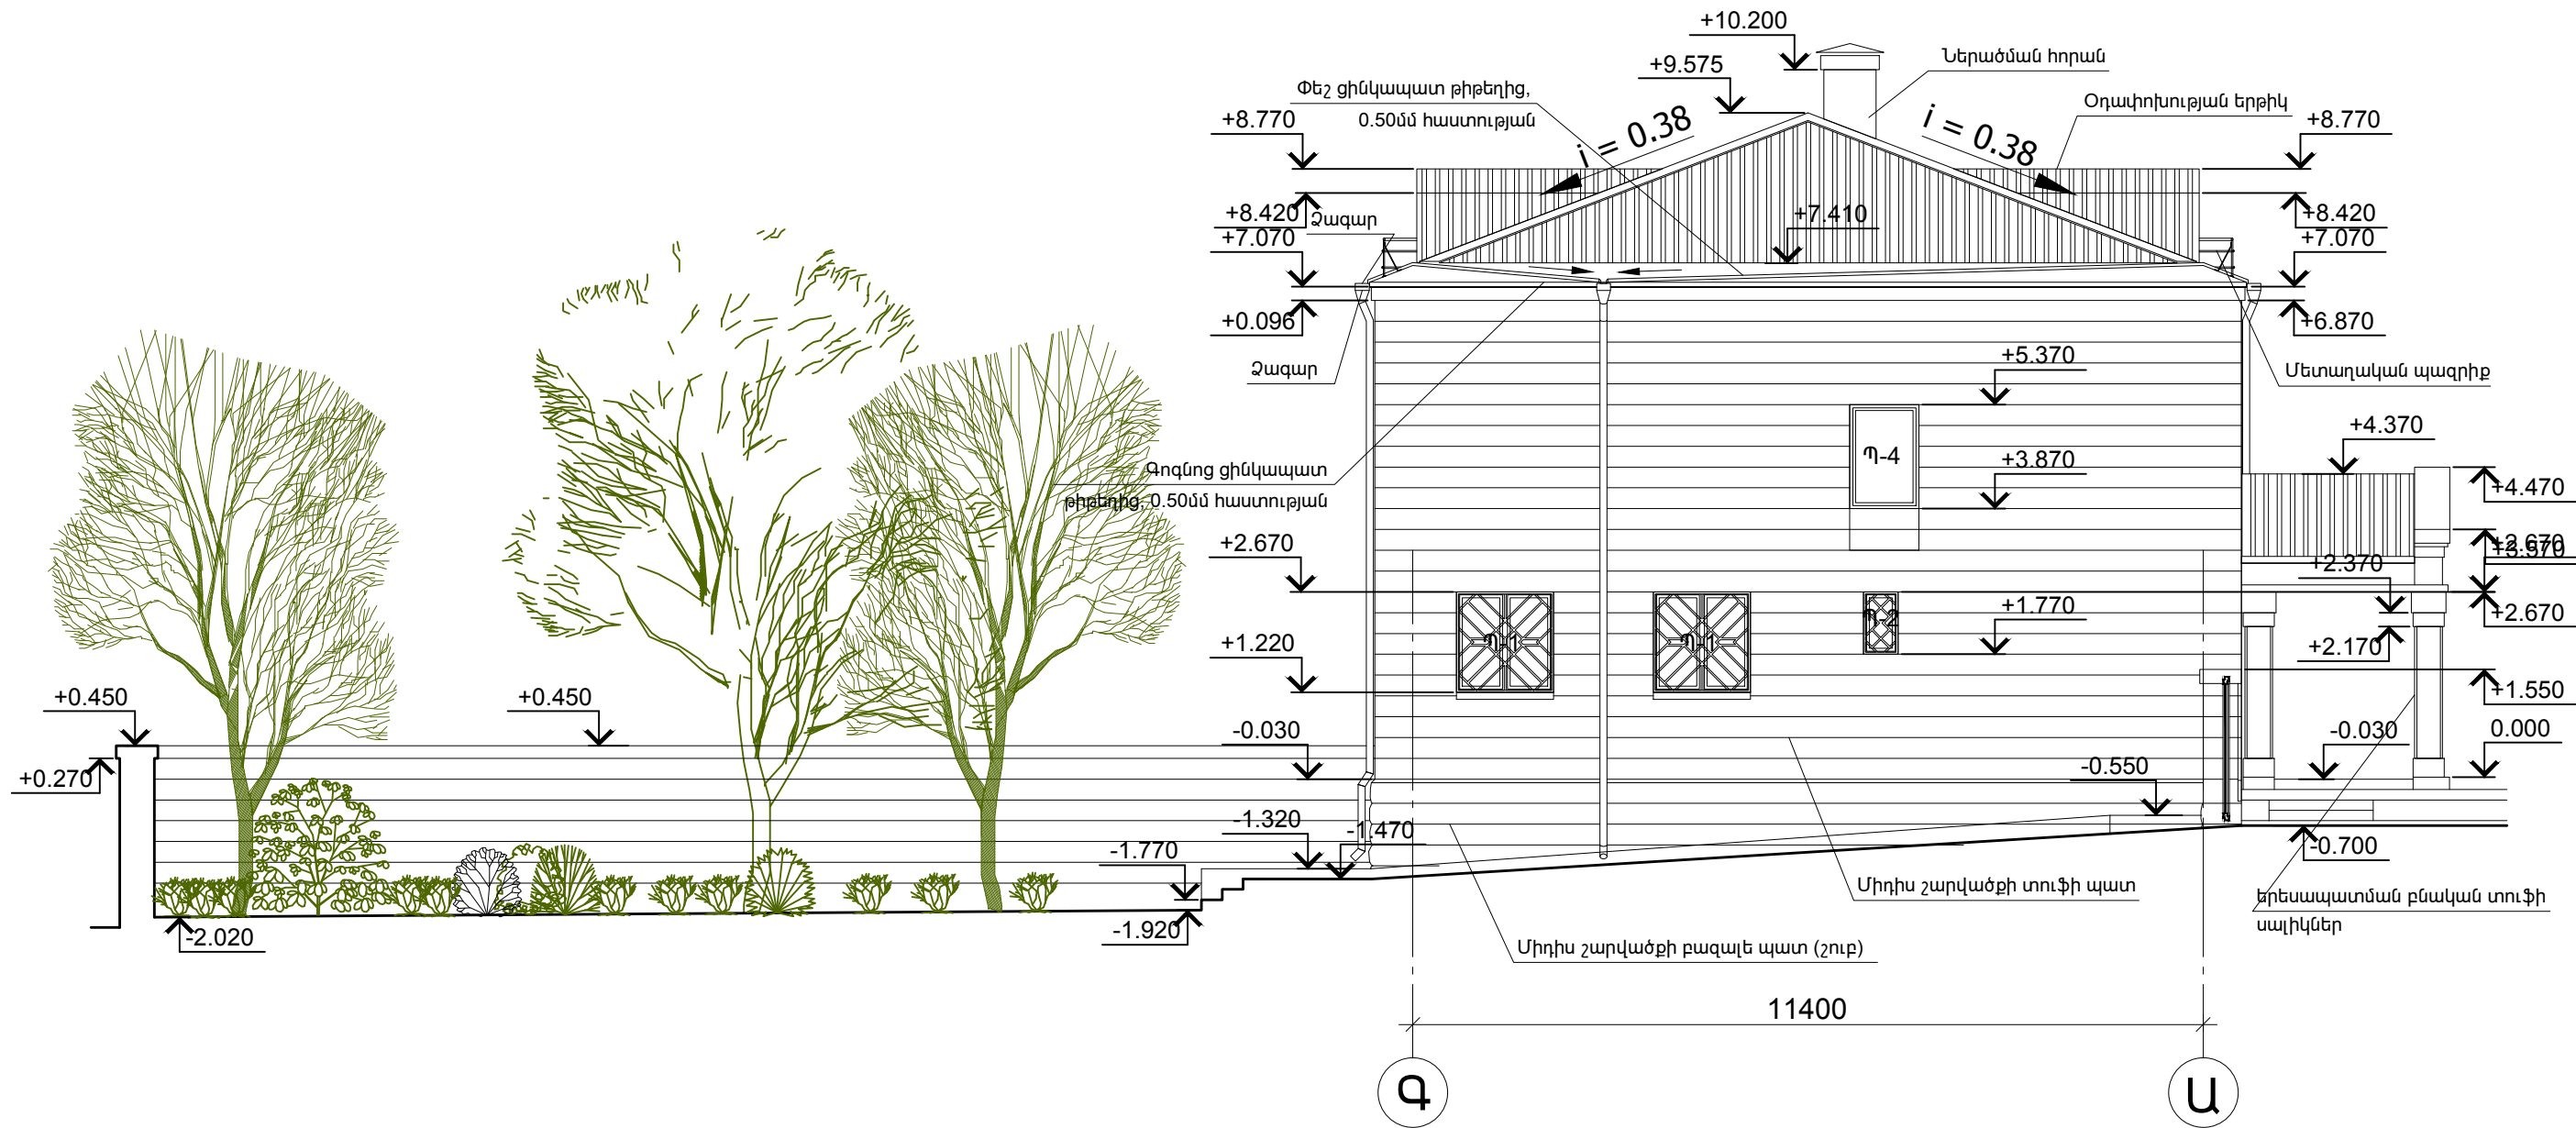 +10.200
Ներածման հորան
+9.575
Փեշ ցինկապատ թիթեղից,
0.50մմ հաստության
Օդափոխության երթիկ
+8.770
i = 0.38
i = 0.38
+8.770
+8.420
Ձագար
+7.410
+8.420
+7.070
+7.070
+0.096
+6.870
+5.370
Ձագար
Մետաղական պազրիք
+4.370
Պ-4
+3.870
Գոգնոց ցինկապատ
թիթեղից, 0.50մմ հաստության
+4.470
+2.670
+2.670
+3.570
+2.370
+1.770
Պ-2
+2.670
Պ-1
Պ-1
+1.220
+2.170
+0.450
+0.450
+1.550
-0.030
-0.030
0.000
+0.270
-0.550
-1.320
-1.470
-1.770
-0.700
Միդիս շարվածքի տուֆի պատ
երեսապատման բնական տուֆի
սալիկներ
-2.020
-1.920
Միդիս շարվածքի բազալե պատ (շուբ)
11400
Գ
Ա